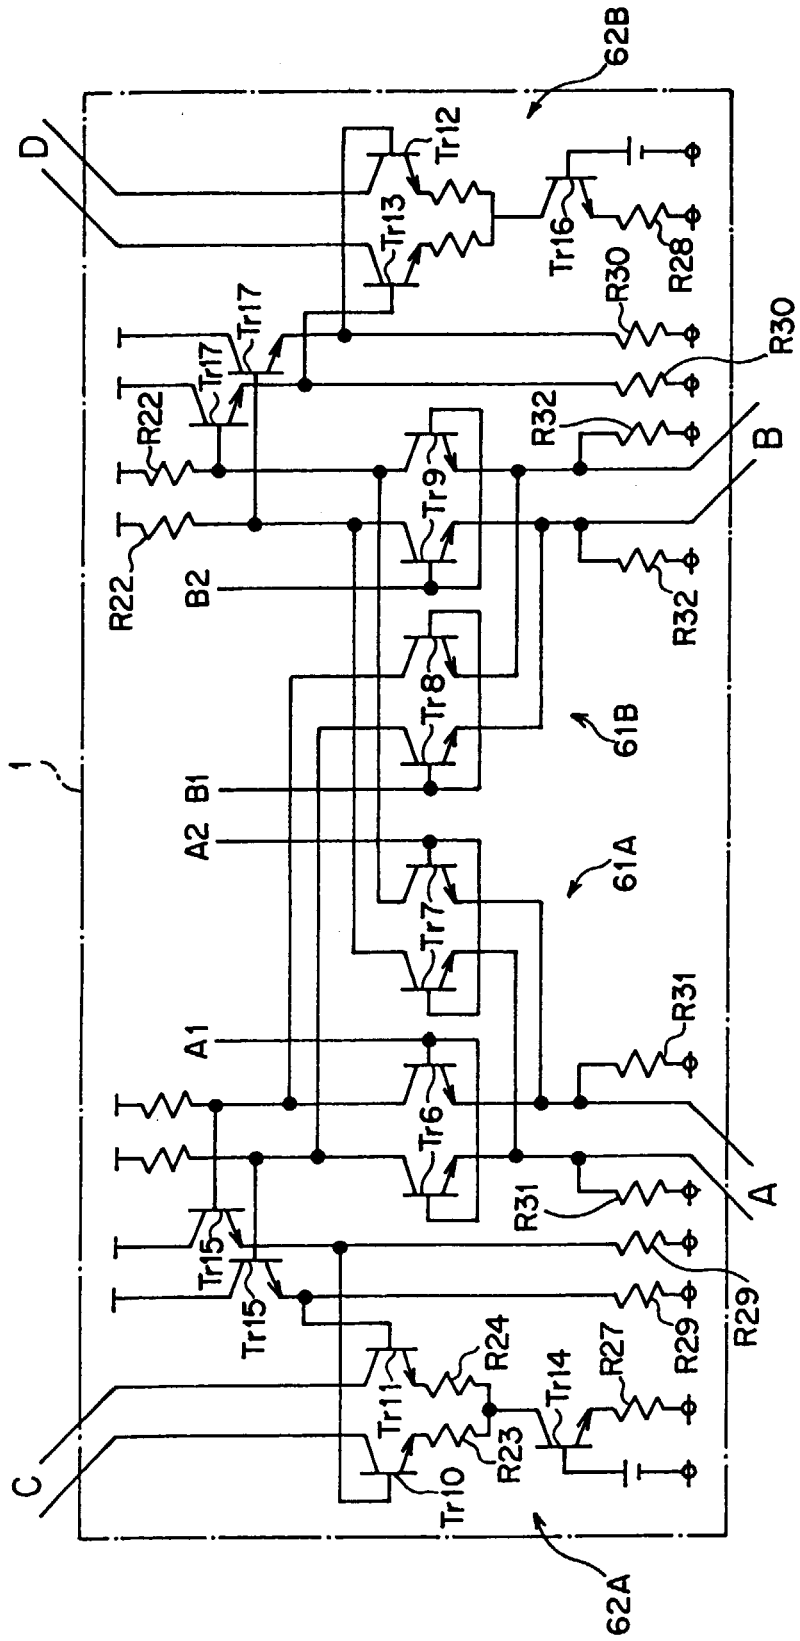 1
62B
D
Tr12
Tr13
Tr16
R28
R30
R30
Tr17
Tr17
R22
R22
R32
R32
B
Tr9
B2
Tr8
61B
B1
A2
61A
Tr7
A1
Tr6
R31
R31
A
Tr15
Tr15
R29
R29
R24
R23
R27
Tr14
Tr11
Tr10
C
62A